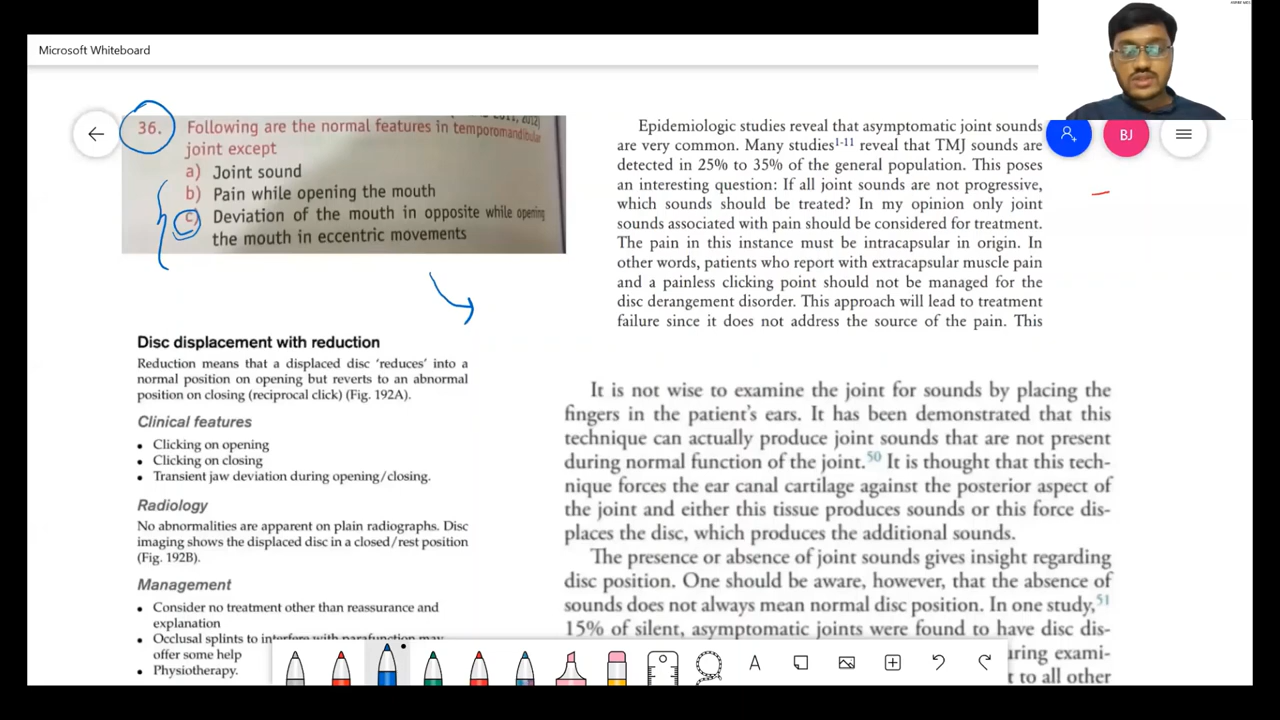 Microsoft Whiteboard
36. Following are the normal features in temporomandibular
joint except
a) Joint sound
b) Pain while opening the mouth
c) Deviation of the mouth in opposite while opening
the mouth in eccentric movements
Disc displacement with reduction
Reduction means that a displaced disc ‘reduces’ into a
normal position on opening but reverts to an abnormal
position on closing (reciprocal click) (Fig. 192A).
Clinical features
• Clicking on opening
• Clicking on closing
• Transient jaw deviation during opening/closing.
Radiology
No abnormalities are apparent on plain radiographs. Disc
imaging shows the displaced disc in a closed/rest position
(Fig. 192B).
Management
• Consider no treatment other than reassurance and
explanation
• Occlusal splints to interfere with parafunction may
offer some help
• Physiotherapy.
Epidemiologic studies reveal that asymptomatic joint sounds
are very common. Many studies1-11 reveal that TMJ sounds are
detected in 25% to 35% of the general population. This poses
an interesting question: If all joint sounds are not progressive,
which sounds should be treated? In my opinion only joint
sounds associated with pain should be considered for treatment.
The pain in this instance must be intracapsular in origin. In
other words, patients who report with extracapsular muscle pain
and a painless clicking point should not be managed for the
disc derangement disorder. This approach will lead to treatment
failure since it does not address the source of the pain. This
It is not wise to examine the joint for sounds by placing the
fingers in the patient’s ears. It has been demonstrated that this
technique can actually produce joint sounds that are not present
during normal function of the joint.50 It is thought that this tech-
nique forces the ear canal cartilage against the posterior aspect of
the joint and either this tissue produces sounds or this force dis-
places the disc, which produces the additional sounds.
The presence or absence of joint sounds gives insight regarding
disc position. One should be aware, however, that the absence of
sounds does not always mean normal disc position. In one study,51
15% of silent, asymptomatic joints were found to have disc dis-
uring exami-
t to all other
BJ
A